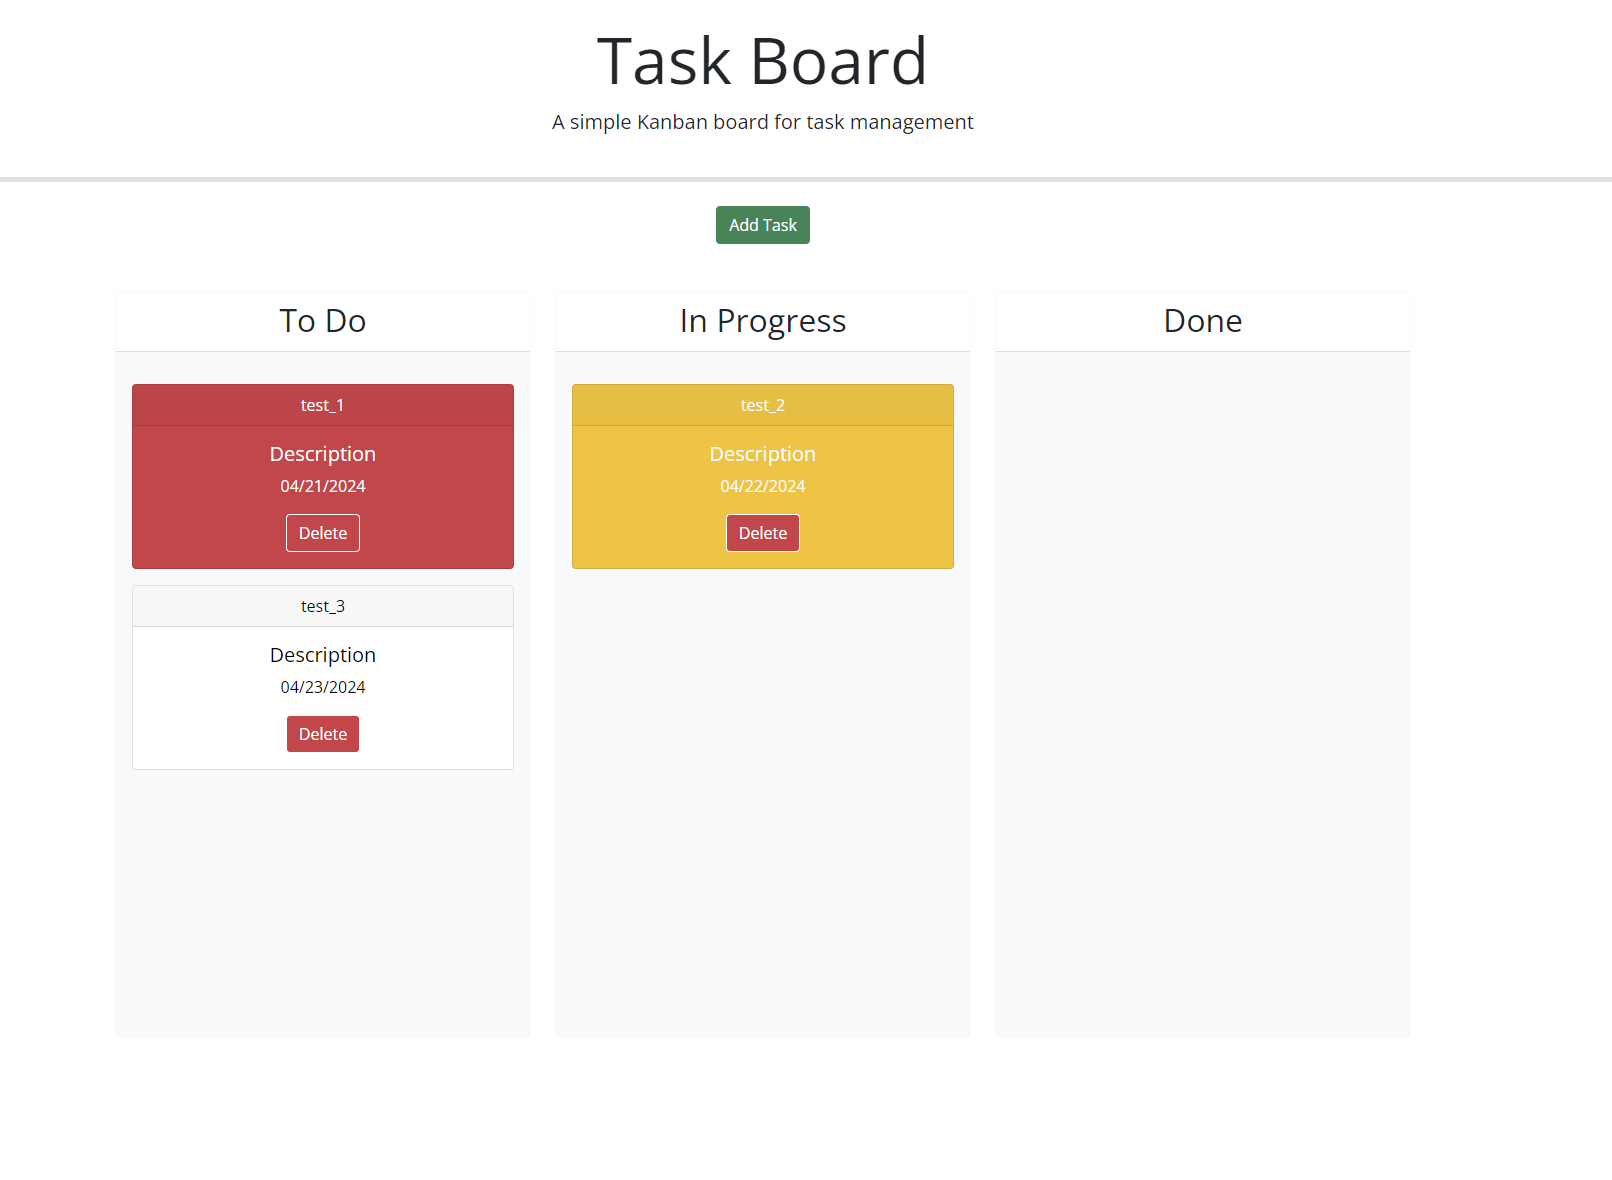 Task Board
A simple Kanban board for task management
Add Task
To Do
test_1
Description
04/21/2024
Delete
test_3
Description
04/23/2024
Delete
In Progress
test_2
Description
04/22/2024
Delete
Done